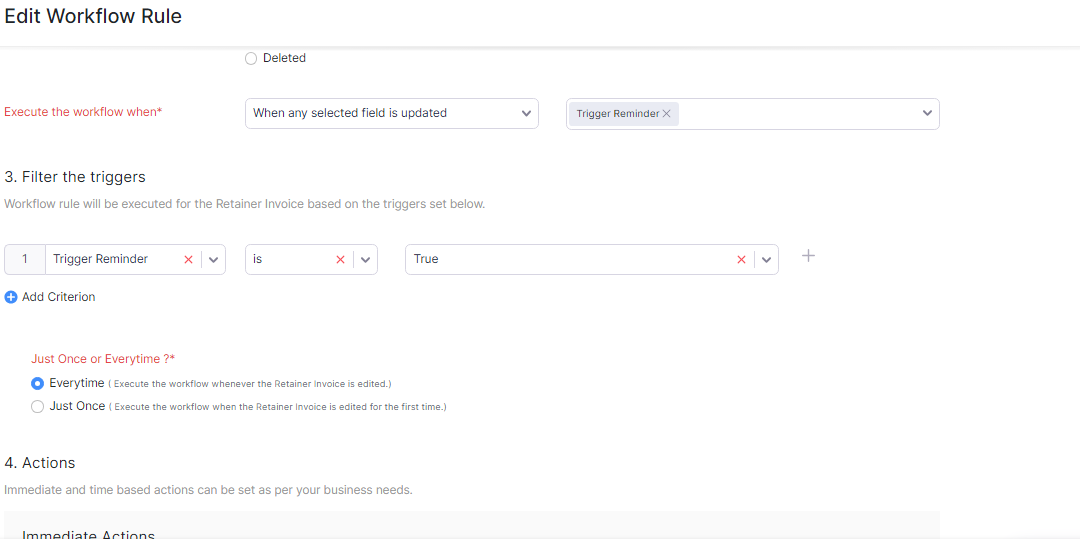 Edit Workflow Rule
Deleted
Execute the workflow when*
When any selected field is updated
Trigger Reminder
3. Filter the triggers
Workflow rule will be executed for the Retainer Invoice based on the triggers set below.
1 Trigger Reminder is True
Add Criterion
Just Once or Everytime ?*
Everytime ( Execute the workflow whenever the Retainer Invoice is edited.)
Just Once ( Execute the workflow when the Retainer Invoice is edited for the first time.)
4. Actions
Immediate and time based actions can be set as per your business needs.
Immediate Actions